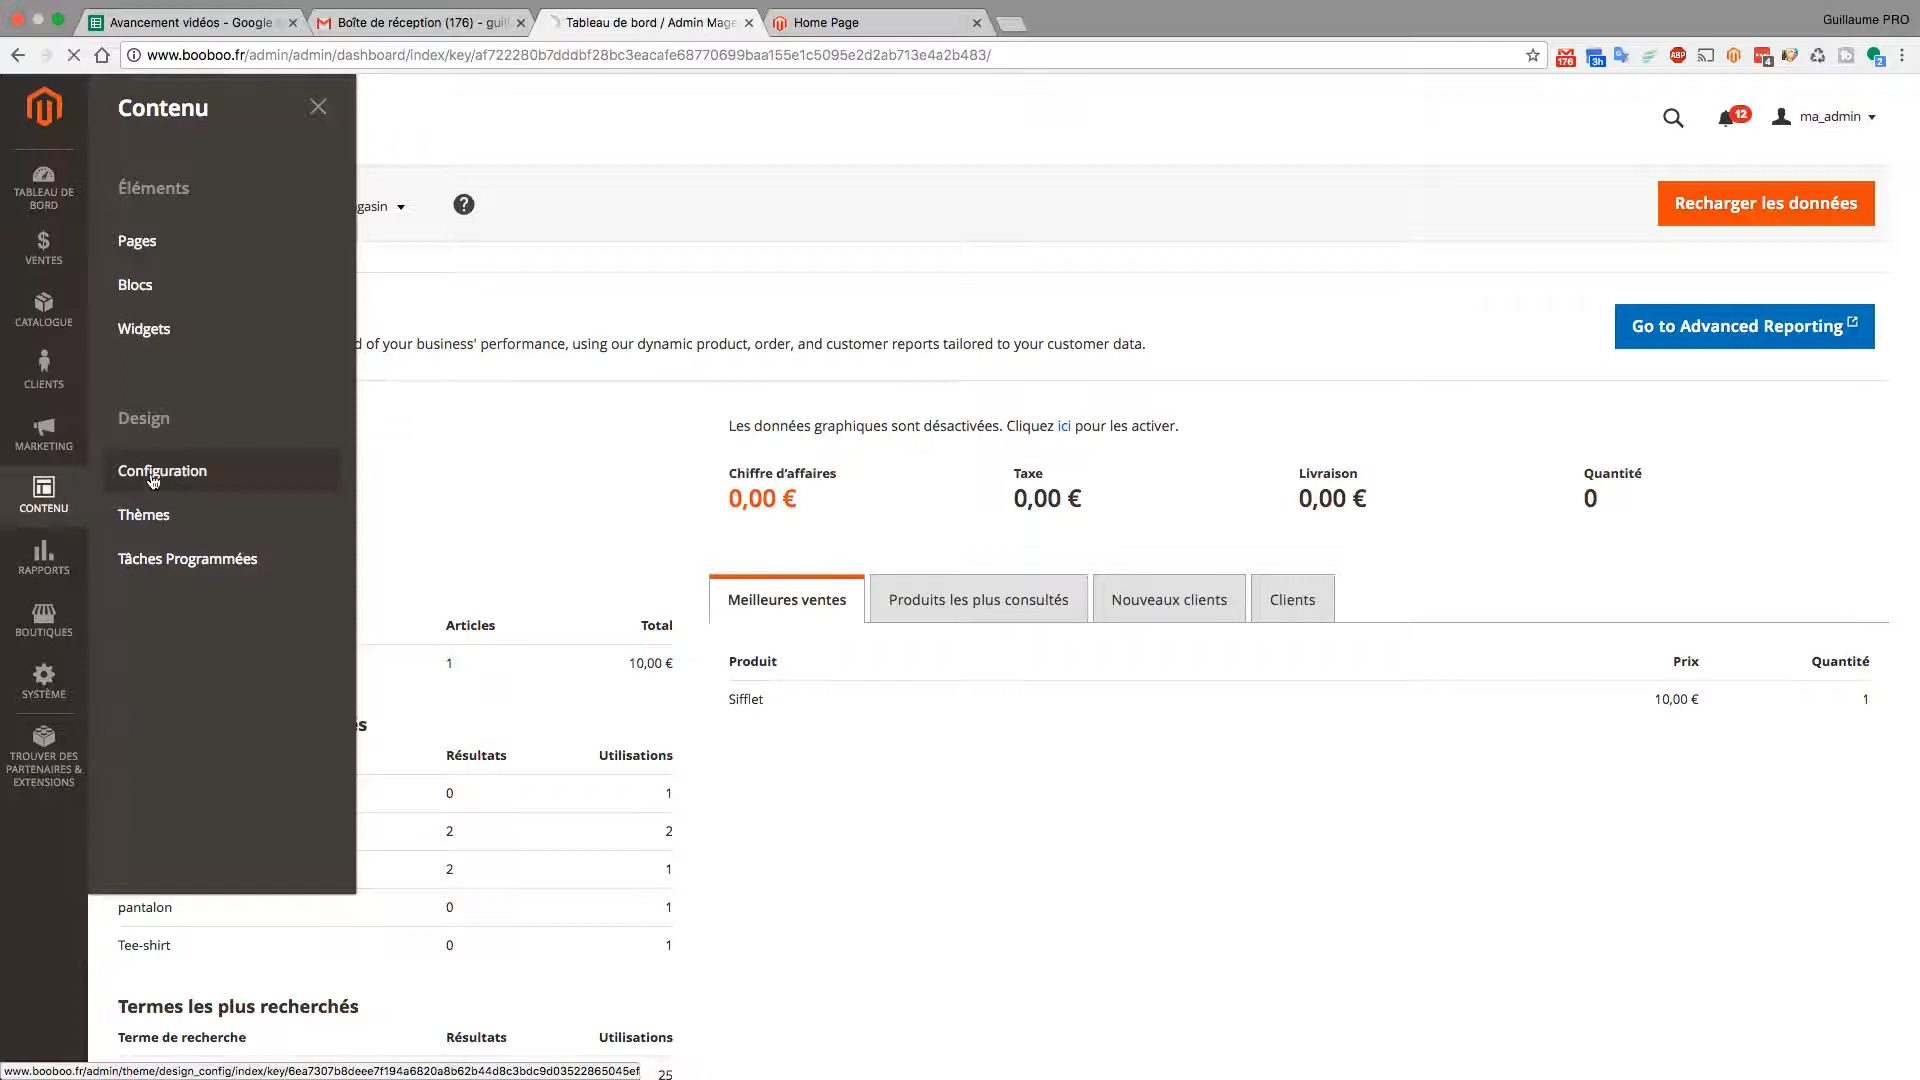 Guillaume PRO
Avancement vidéos - Google
Boîte de réception (176) - guil
Tableau de bord / Admin Mage
Home Page
www.booboo.fr/admin/admin/dashboard/index/key/af722280b7dddbf28bc3eacafe68770699baa155e1c5095e2d2ab713e4a2b483/
176
3h
ABP
4
2
Contenu
Éléments
Pages
Blocs
Widgets
Design
Configuration
Thèmes
Tâches Programmées
TABLEAU DE
BORD
VENTES
CATALOGUE
CLIENTS
MARKETING
CONTENU
RAPPORTS
BOUTIQUES
SYSTÈME
TROUVER DES
PARTENAIRES &
EXTENSIONS
12
ma_admin
gasin
?
Recharger les données
Go to Advanced Reporting
d of your business' performance, using our dynamic product, order, and customer reports tailored to your customer data.
Les données graphiques sont désactivées. Cliquez ici pour les activer.
Chiffre d'affaires Taxe Livraison Quantité
0,00 € 0,00 € 0,00 € 0
Meilleures ventes Produits les plus consultés Nouveaux clients Clients
Produit Prix Quantité
Sifflet 10,00 € 1
Articles Total
1 10,00 €
s
Résultats Utilisations
0 1
2 2
2 1
pantalon 0 1
Tee-shirt 0 1
Termes les plus recherchés
Terme de recherche Résultats Utilisations
25
www.booboo.fr/admin/theme/design_config/index/key/6ea7307b8deee7f194a6820a8b62b44d8c3bdc9d03522865045ef